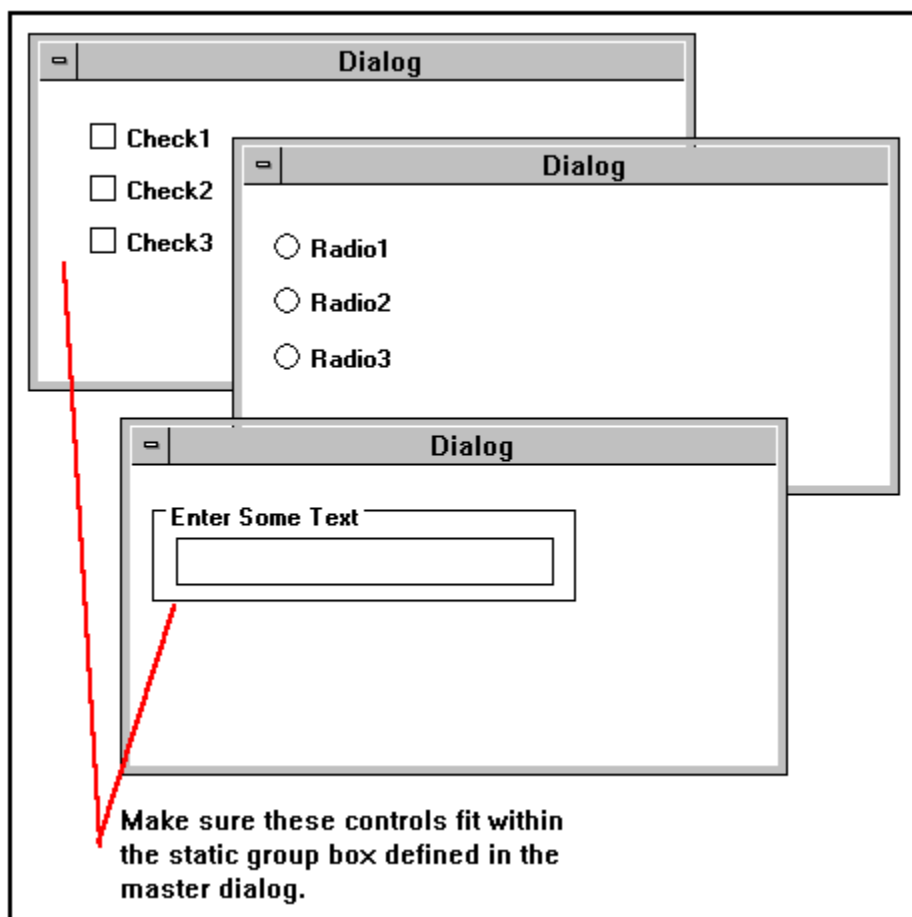 Dialog
Check1
Check2
Check3
Dialog
Radio1
Radio2
Radio3
Dialog
Enter Some Text
Make sure these controls fit within
the static group box defined in the
master dialog.